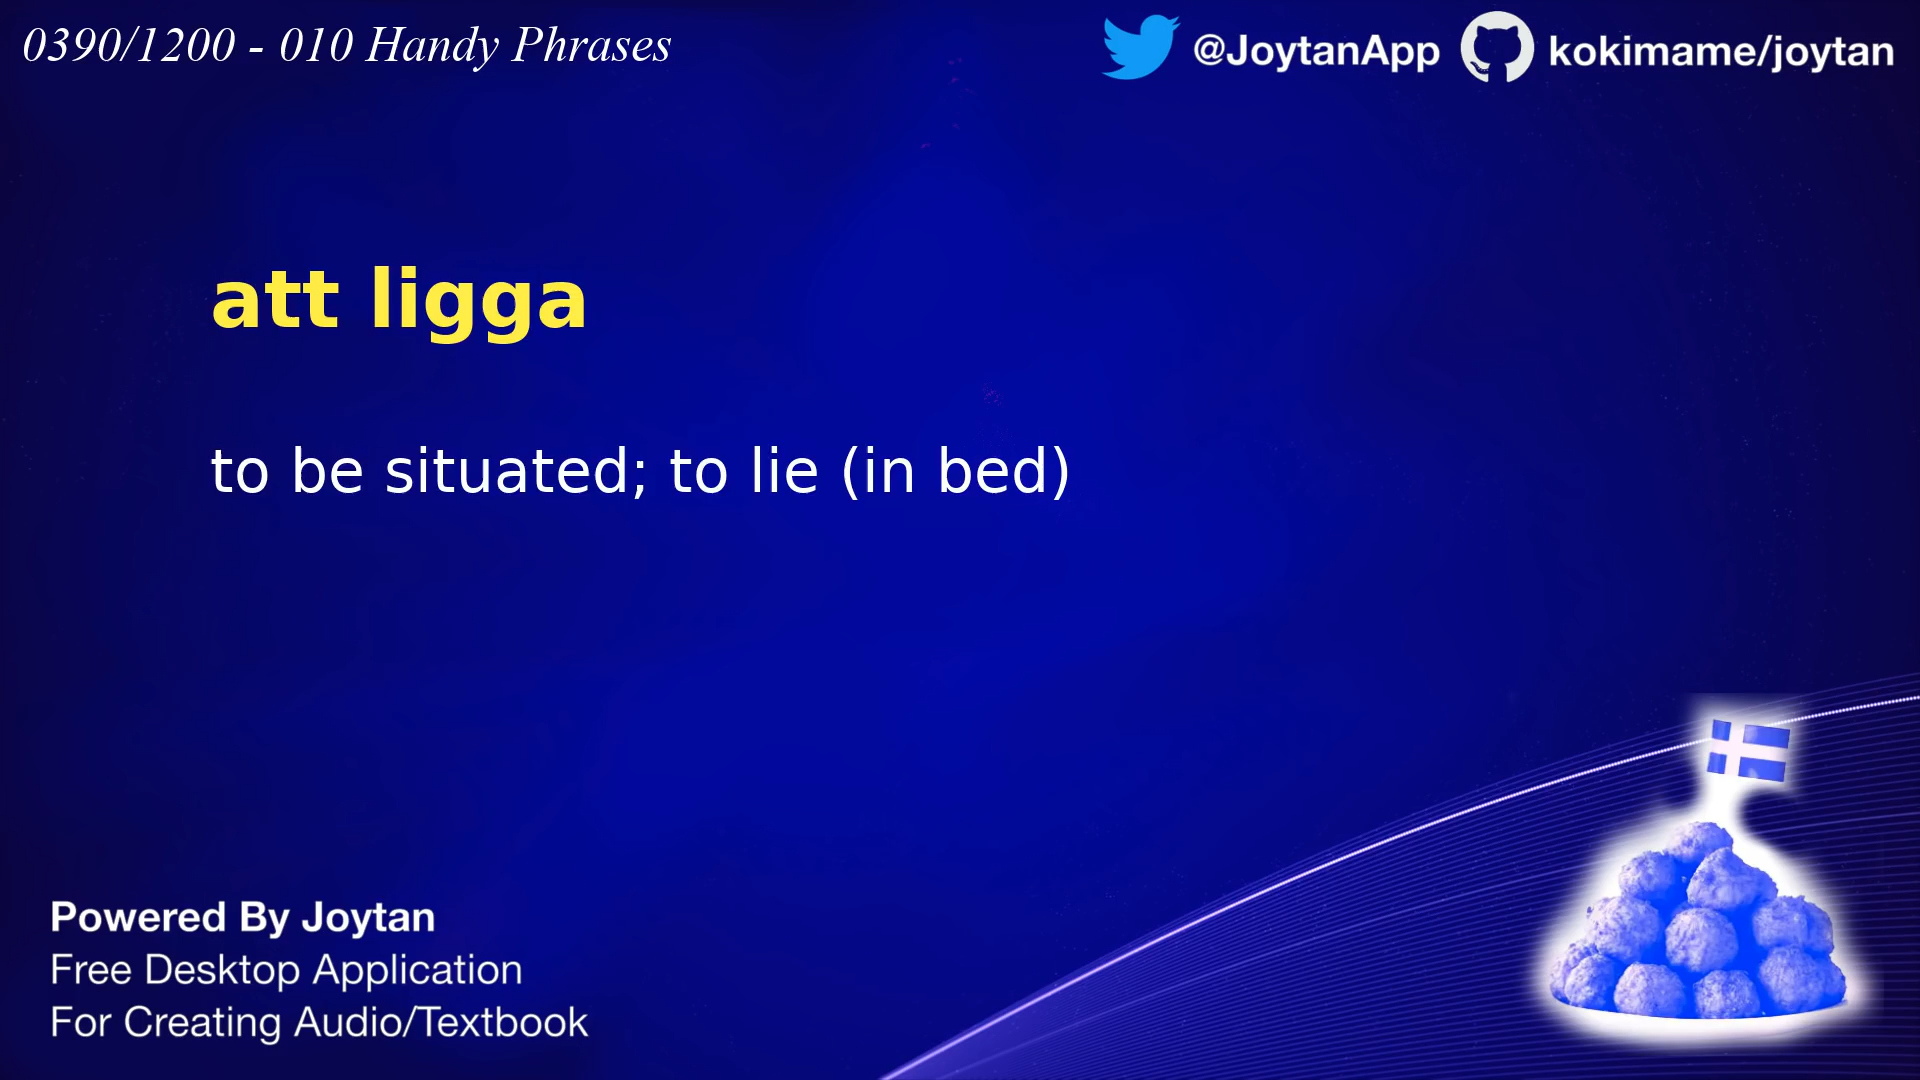 0390/1200 - 010 Handy Phrases
@JoytanApp kokimame/joytan
att ligga
to be situated; to lie (in bed)
Powered By Joytan
Free Desktop Application
For Creating Audio/Textbook